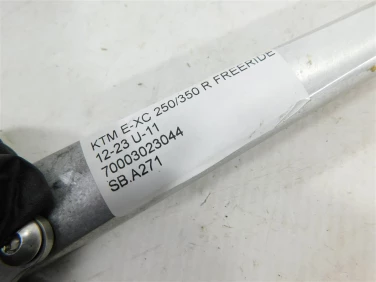 KTM E-XC 250/350 R FREERIDE
12-23 U-11
70003023044
SB.A271